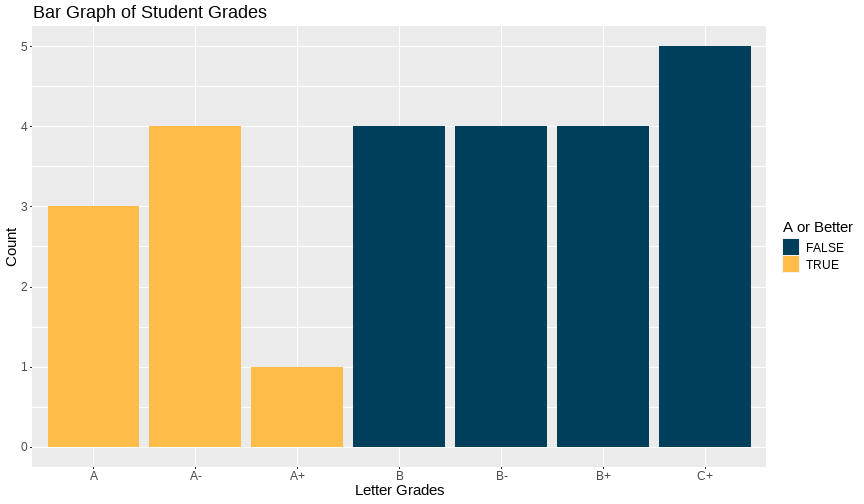 Bar Graph of Student Grades
5
4
3
2
1
0
Count
A A- A+ B B- B+ C+
Letter Grades
A or Better
FALSE
TRUE